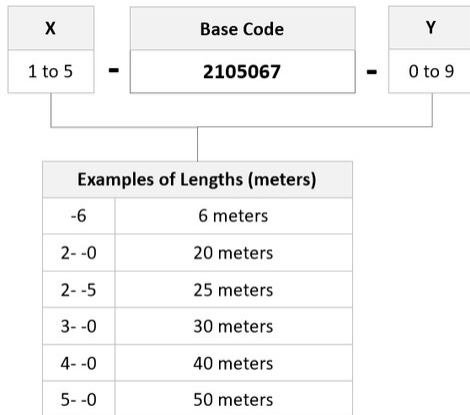 X Base Code Y
1 to 5 - 2105067 - 0 to 9
Examples of Lengths (meters)
-6 6 meters
2- -0 20 meters
2- -5 25 meters
3- -0 30 meters
4- -0 40 meters
5- -0 50 meters